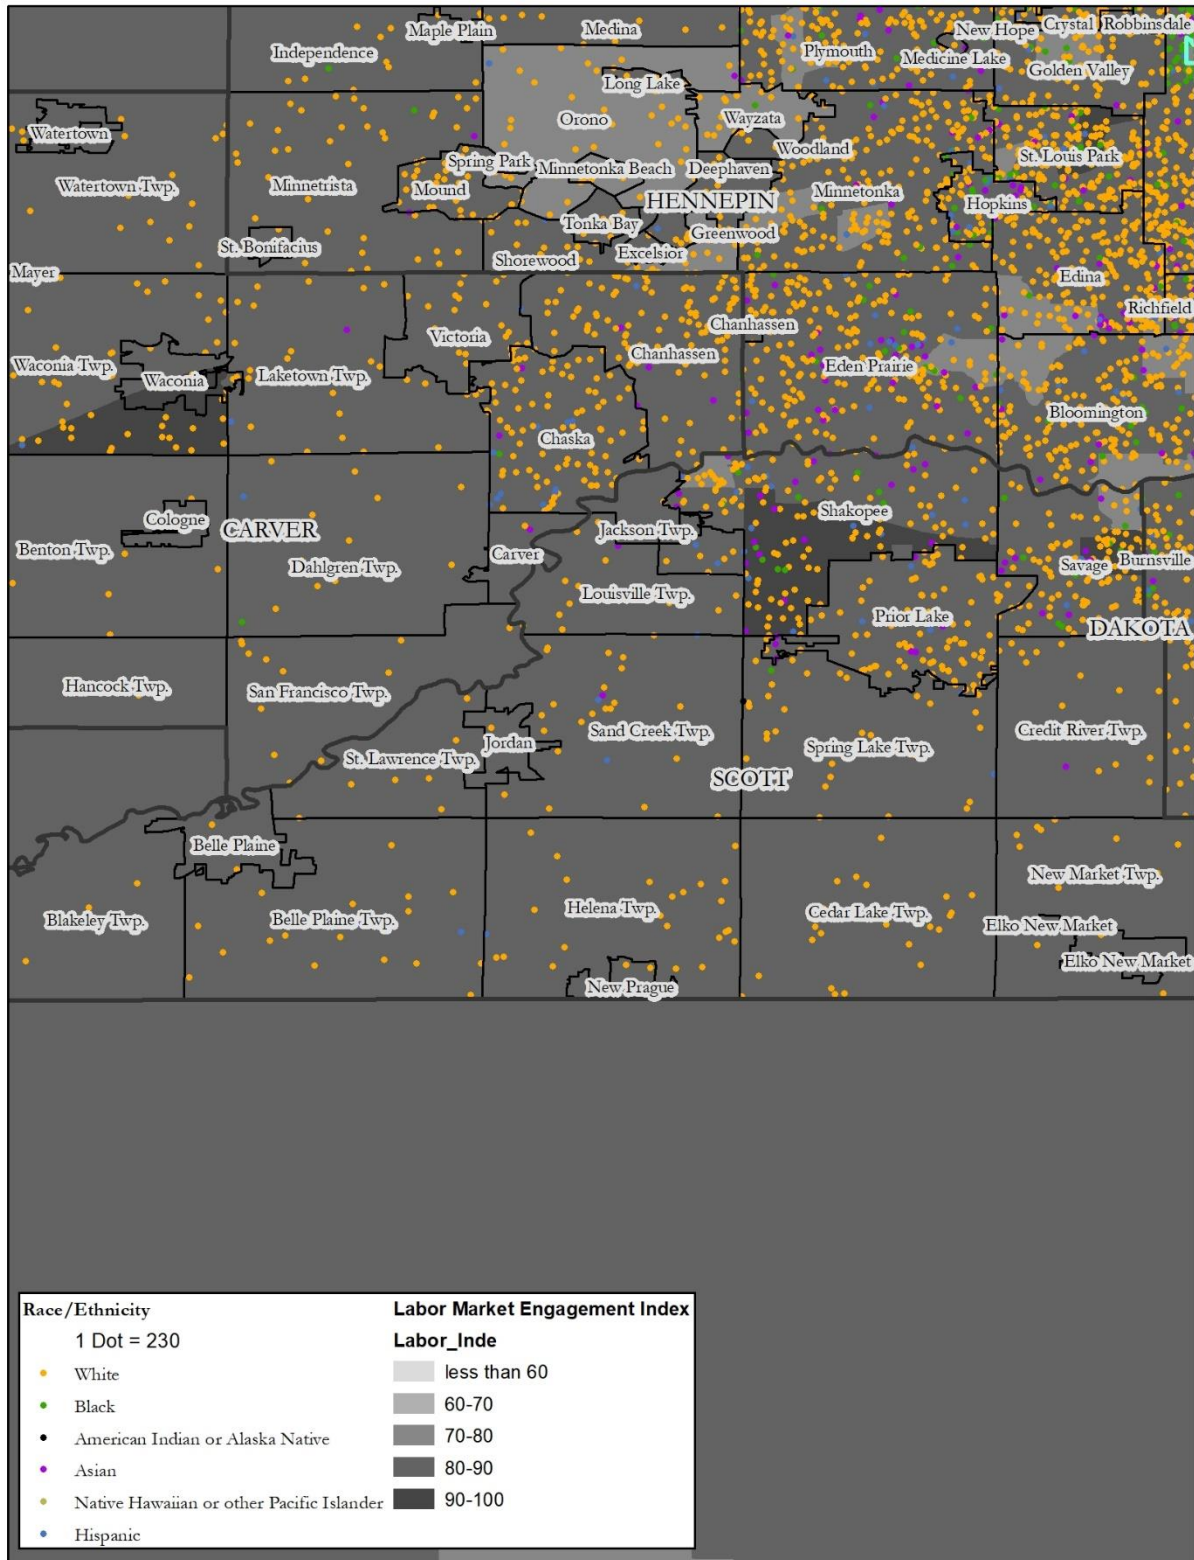 Maple Plain
Medina
New Hope
Crystal
Robbinsdale
Independence
Plymouth
Medicine Lake
Golden Valley
Long Lake
Watertown
Orono
Wayzata
Woodland
St. Louis Park
Watertown Twp.
Minnetrista
Spring Park
Minnetonka Beach
Deephaven
Mound
Minnetonka
HENNEPIN
Hopkins
Tonka Bay
Greenwood
St. Bonifacius
Excelsior
Shorewood
Mayer
Edina
Richfield
Victoria
Chanhassen
Chanhassen
Waconia Twp.
Waconia
Laketown Twp.
Eden Prairie
Bloomington
Chaska
Shakopee
Cologne
CARVER
Jackson Twp.
Benton Twp.
Carver
Dahlgren Twp.
Savage
Burnsville
Louisville Twp.
Prior Lake
DAKOTA
Hancock Twp.
San Francisco Twp.
Jordan
Sand Creek Twp.
Credit River Twp.
St. Lawrence Twp.
Spring Lake Twp.
SCOTT
Belle Plaine
New Market Twp.
Blakeley Twp.
Belle Plaine Twp.
Helena Twp.
Cedar Lake Twp.
Elko New Market
Elko New Market
New Prague
Race/Ethnicity
1 Dot = 230
White
Black
American Indian or Alaska Native
Asian
Native Hawaiian or other Pacific Islander
Hispanic
Labor Market Engagement Index
Labor_Inde
less than 60
60-70
70-80
80-90
90-100